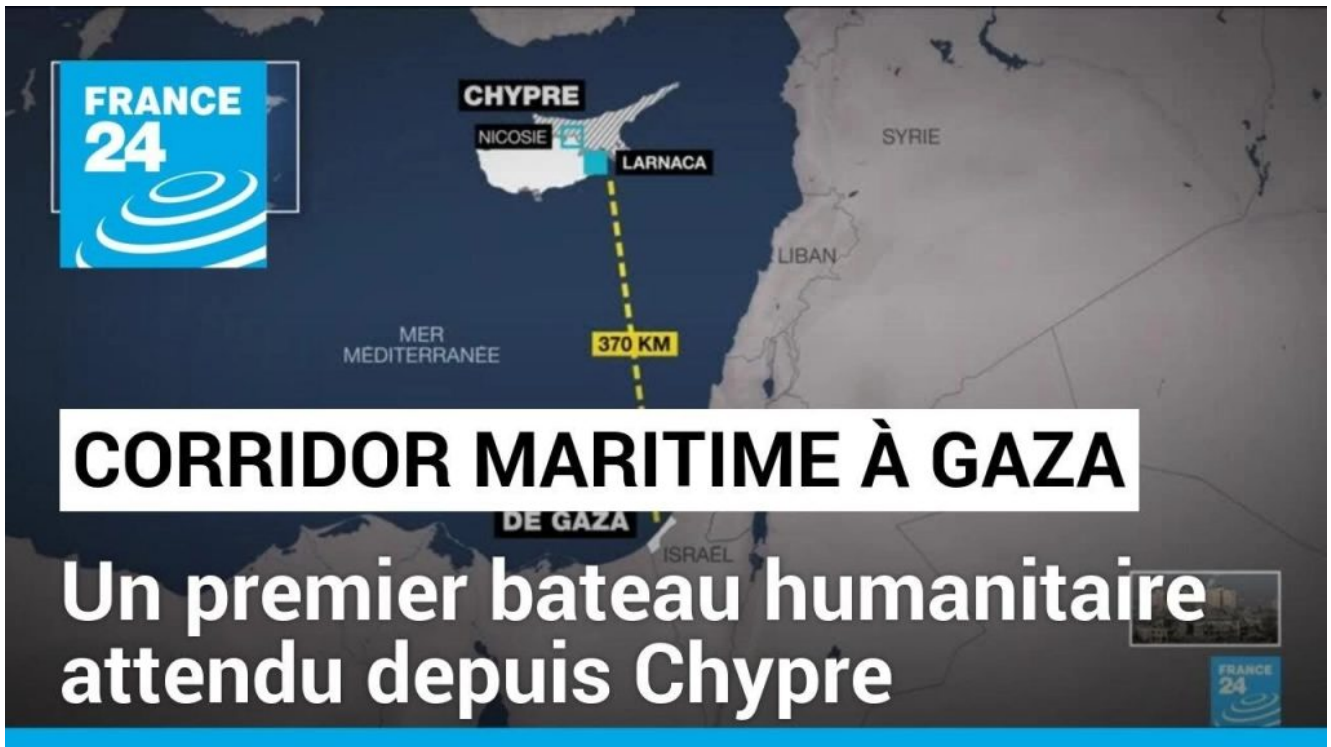 FRANCE
24
CHYPRE
NICOSIE
LARNACA
SYRIE
LIBAN
MER
MÉDITERRANÉE
370 KM
CORRIDOR MARITIME À GAZA
DE GAZA
ISRAËL
Un premier bateau humanitaire
attendu depuis Chypre
FRANCE
24